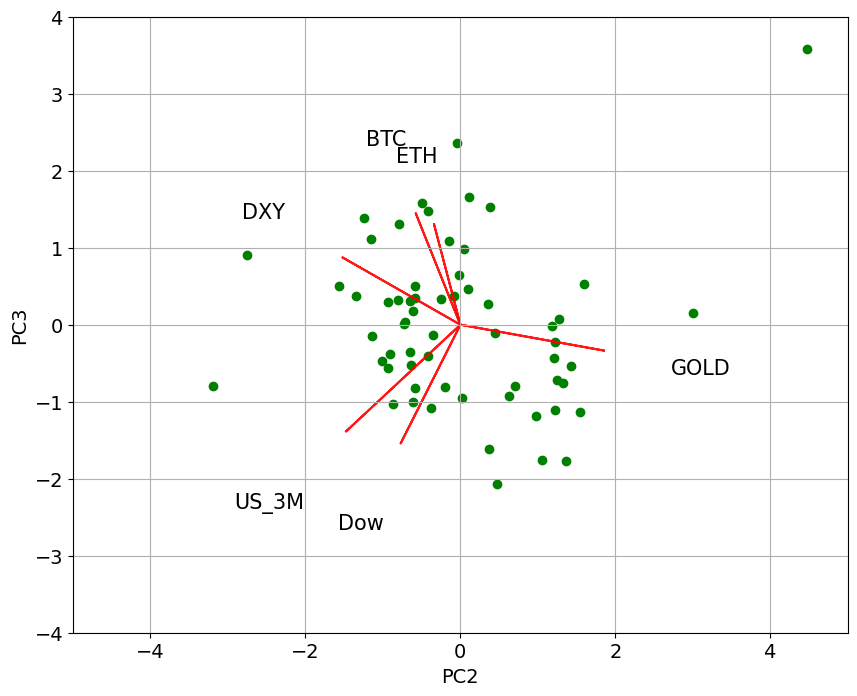 4
3
2
1
0
−1
−2
−3
−4
PC3
BTC
ETH
DXY
GOLD
US_3M
Dow
−4
−2
0
2
4
PC2